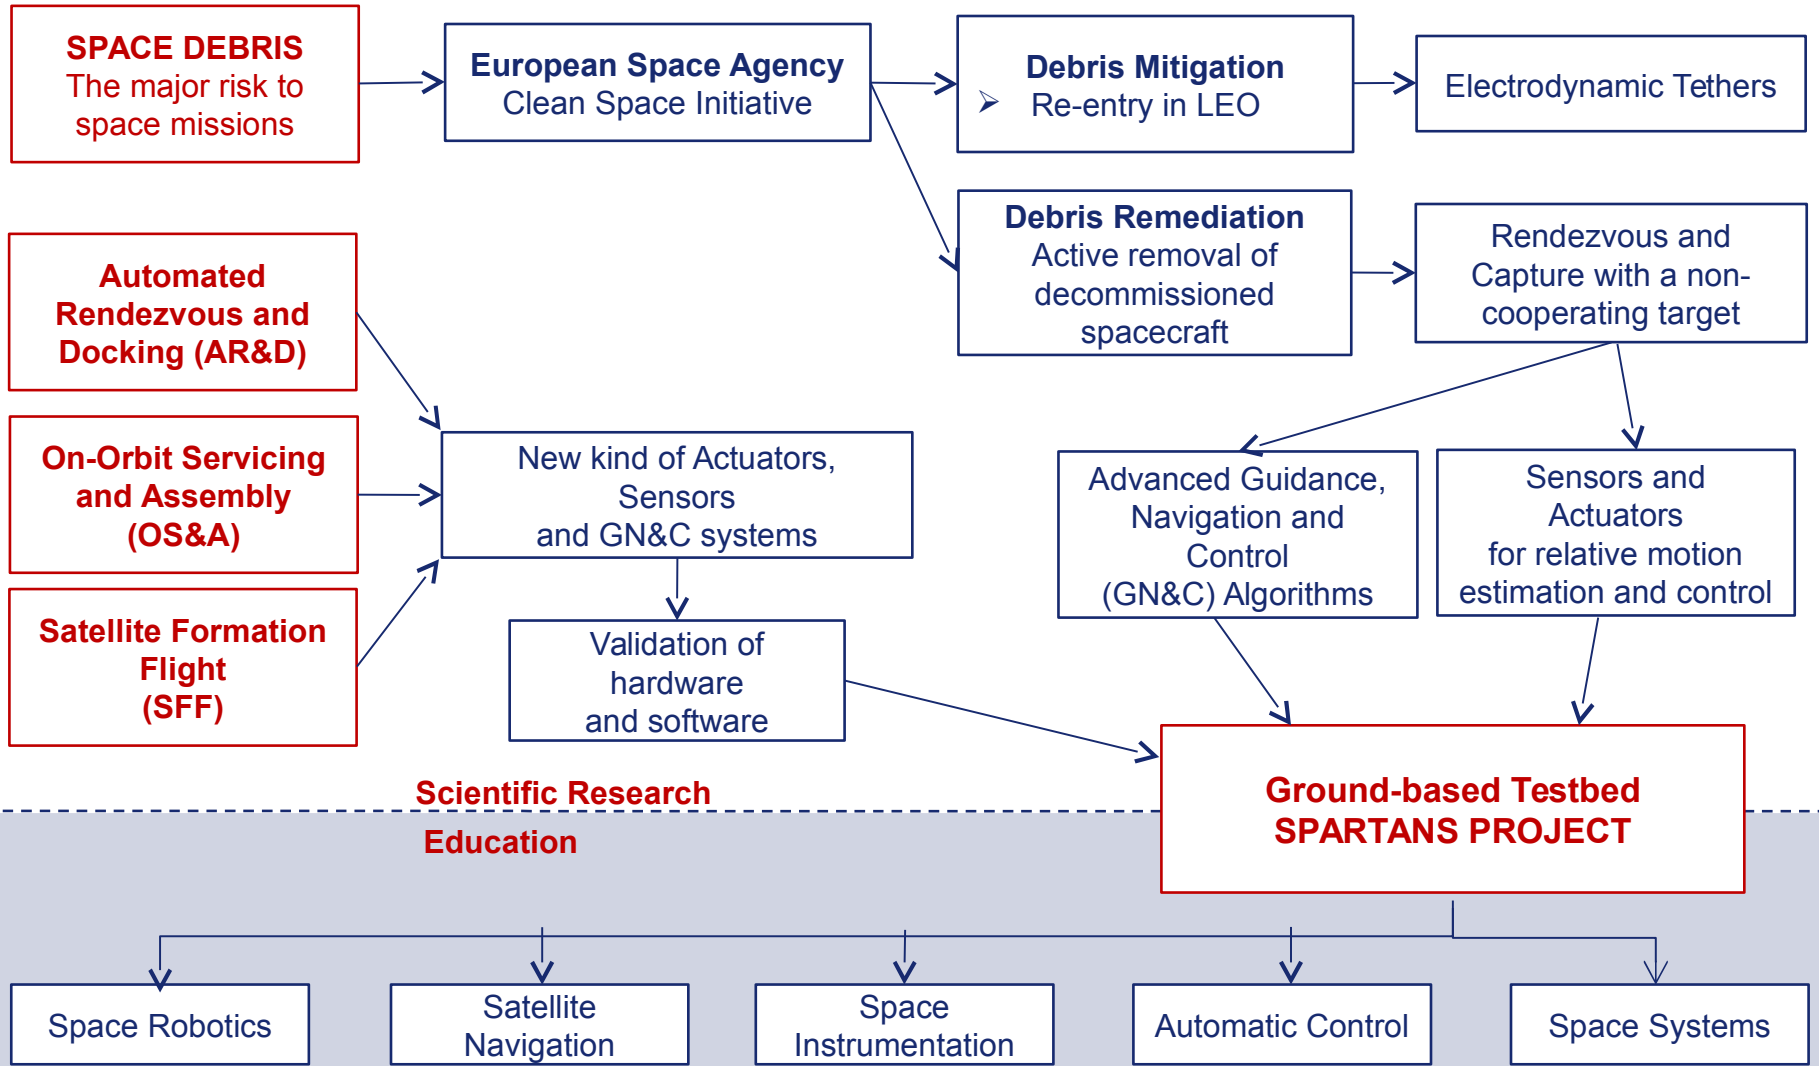 SPACE DEBRIS
The major risk to
space missions
European Space Agency
Clean Space Initiative
Debris Mitigation
➢ Re-entry in LEO
Electrodynamic Tethers
Debris Remediation
Active removal of
decommissioned
spacecraft
Rendezvous and
Capture with a non-
cooperating target
Automated
Rendezvous and
Docking (AR&D)
On-Orbit Servicing
and Assembly
(OS&A)
Satellite Formation
Flight
(SFF)
New kind of Actuators,
Sensors
and GN&C systems
Advanced Guidance,
Navigation and
Control
(GN&C) Algorithms
Sensors and
Actuators
for relative motion
estimation and control
Validation of
hardware
and software
Ground-based Testbed
SPARTANS PROJECT
Scientific Research
Education
Space Robotics
Satellite
Navigation
Space
Instrumentation
Automatic Control
Space Systems